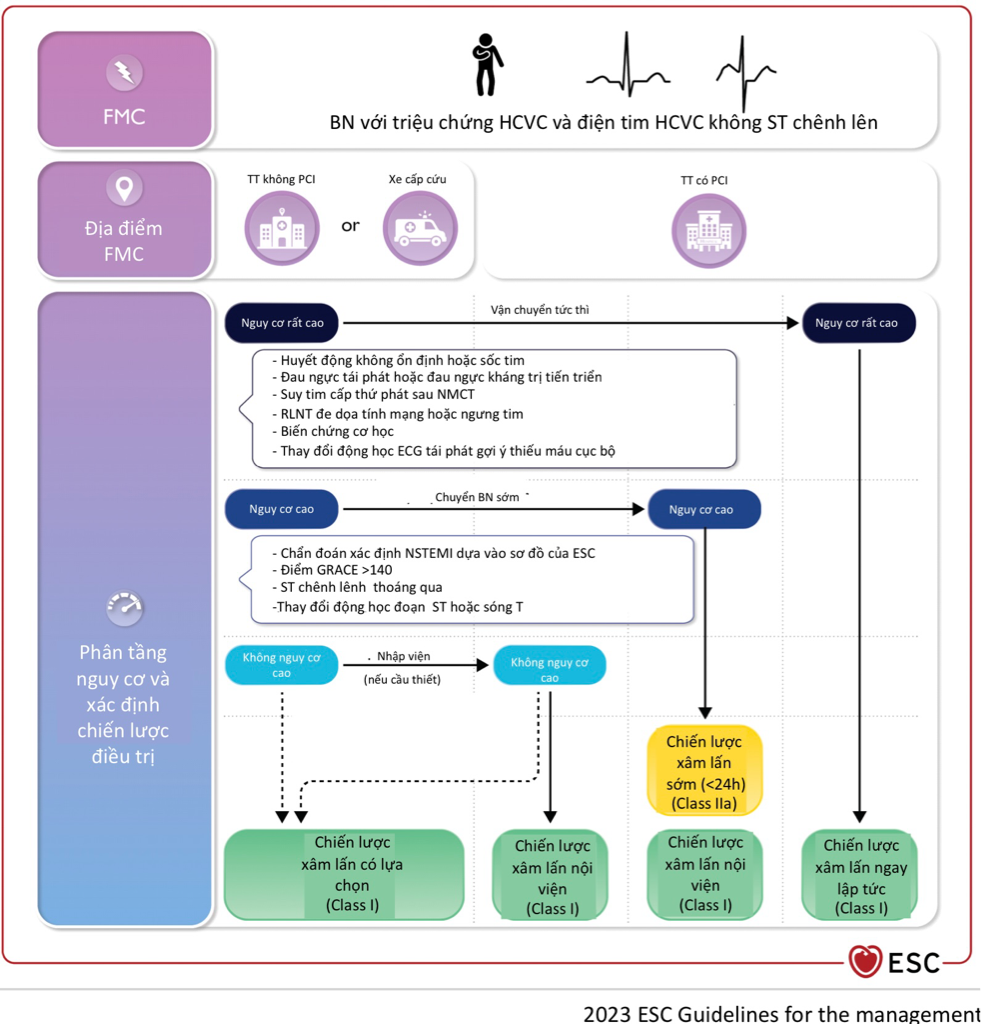 FMC
BN với triệu chứng HCVC và điện tim HCVC không ST chênh lên
Địa điểm
FMC
TT không PCI
or
Xe cấp cứu
TT có PCI
Phân tầng
nguy cơ và
xác định
chiến lược
điều trị
Nguy cơ rất cao
Vận chuyển tức thì
Nguy cơ rất cao
- Huyết động không ổn định hoặc sốc tim
- Đau ngực tái phát hoặc đau ngực kháng trị tiến triển
- Suy tim cấp thứ phát sau NMCT
- RLNT đe dọa tính mạng hoặc ngưng tim
- Biến chứng cơ học
- Thay đổi động học ECG tái phát gợi ý thiếu máu cục bộ
Nguy cơ cao
Chuyển BN sớm
Nguy cơ cao
- Chẩn đoán xác định NSTEMI dựa vào sơ đồ của ESC
- Điểm GRACE >140
- ST chênh lênh thoáng qua
-Thay đổi động học đoạn ST hoặc sóng T
Không nguy cơ
cao
. Nhập viện
(nếu cầu thiết)
Không nguy cơ
cao
Chiến lược
xâm lấn
sớm (<24h)
(Class IIa)
Chiến lược
xâm lấn có lựa
chọn
(Class I)
Chiến lược
xâm lấn nội
viện
(Class I)
Chiến lược
xâm lấn nội
viện
(Class I)
Chiến lược
xâm lấn ngay
lập tức
(Class I)
ESC
2023 ESC Guidelines for the management